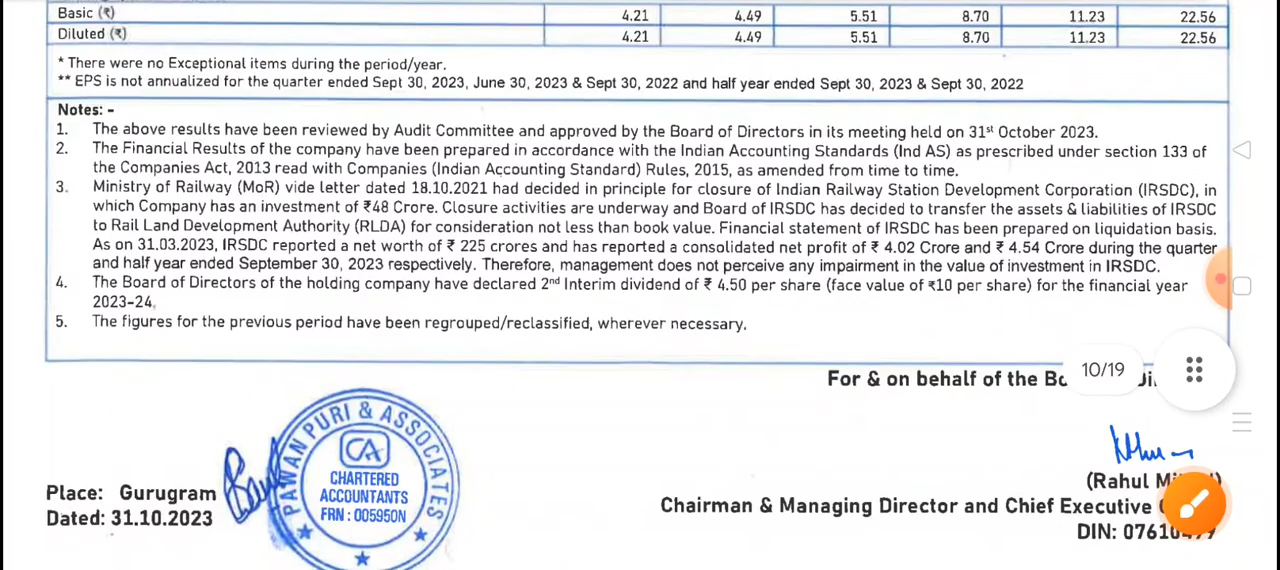 Basic (₹) 4.21 4.49 5.51 8.70 11.23 22.56
Diluted (₹) 4.21 4.49 5.51 8.70 11.23 22.56
* There were no Exceptional items during the period/year.
** EPS is not annualized for the quarter ended Sept 30, 2023, June 30, 2023 & Sept 30, 2022 and half year ended Sept 30, 2023 & Sept 30, 2022
Notes: -
1. The above results have been reviewed by Audit Committee and approved by the Board of Directors in its meeting held on 31st October 2023.
2. The Financial Results of the company have been prepared in accordance with the Indian Accounting Standards (Ind AS) as prescribed under section 133 of
the Companies Act, 2013 read with Companies (Indian Accounting Standard) Rules, 2015, as amended from time to time.
3. Ministry of Railway (MoR) vide letter dated 18.10.2021 had decided in principle for closure of Indian Railway Station Development Corporation (IRSDC), in
which Company has an investment of ₹48 Crore. Closure activities are underway and Board of IRSDC has decided to transfer the assets & liabilities of IRSDC
to Rail Land Development Authority (RLDA) for consideration not less than book value. Financial statement of IRSDC has been prepared on liquidation basis.
As on 31.03.2023, IRSDC reported a net worth of ₹ 225 crores and has reported a consolidated net profit of ₹ 4.02 Crore and ₹ 4.54 Crore during the quarter
and half year ended September 30, 2023 respectively. Therefore, management does not perceive any impairment in the value of investment in IRSDC.
4. The Board of Directors of the holding company have declared 2nd Interim dividend of ₹ 4.50 per share (face value of ₹10 per share) for the financial year
2023-24.
5. The figures for the previous period have been regrouped/reclassified, wherever necessary.
10/19
For & on behalf of the
PAWAN PURI & ASSOCIATES
CA
CHARTERED
ACCOUNTANTS
FRN : 005950N
Place: Gurugram
Dated: 31.10.2023
(Rahul
Chairman & Managing Director and Chief Executive
DIN: